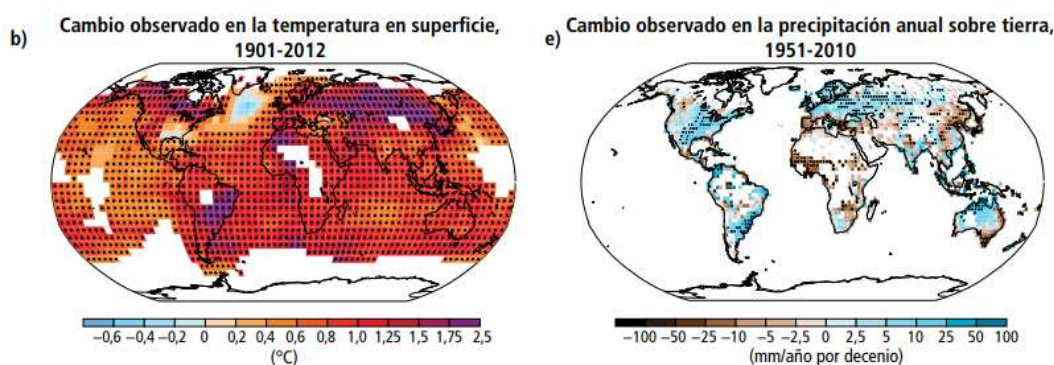 b)
Cambio observado en la temperatura en superficie,
1901-2012
−0,6 −0,4 −0,2 0 0,2 0,4 0,6 0,8 1,0 1,25 1,5 1,75 2,5
(°C)
e)
Cambio observado en la precipitación anual sobre tierra,
1951-2010
−100 −50 −25 −10 −5 −2,5 0 2,5 5 10 25 50 100
(mm/año por decenio)